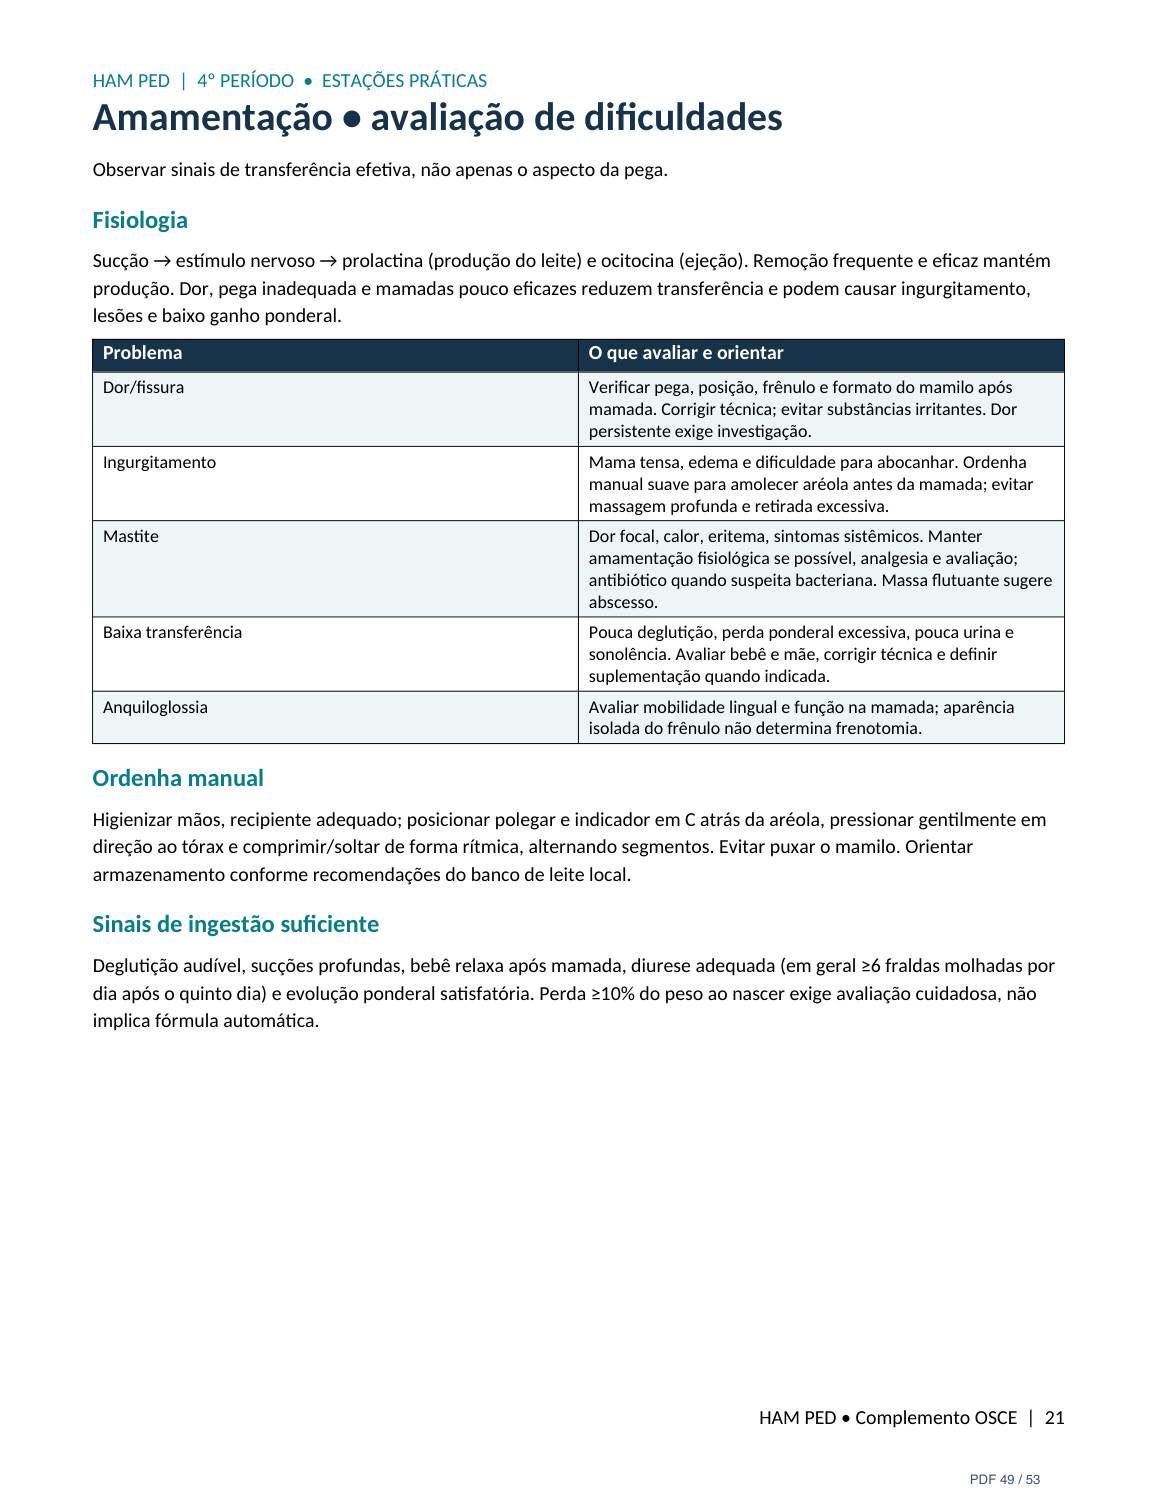 HAM PED | 4º PERÍODO • ESTAÇÕES PRÁTICAS
Amamentação • avaliação de dificuldades
Observar sinais de transferência efetiva, não apenas o aspecto da pega.
Fisiologia
Sucção → estímulo nervoso → prolactina (produção do leite) e ocitocina (ejeção). Remoção frequente e eficaz mantém
produção. Dor, pega inadequada e mamadas pouco eficazes reduzem transferência e podem causar ingurgitamento,
lesões e baixo ganho ponderal.
Problema
O que avaliar e orientar
Dor/fissura
Verificar pega, posição, frênulo e formato do mamilo após
mamada. Corrigir técnica; evitar substâncias irritantes. Dor
persistente exige investigação.
Ingurgitamento
Mama tensa, edema e dificuldade para abocanhar. Ordenha
manual suave para amolecer aréola antes da mamada; evitar
massagem profunda e retirada excessiva.
Mastite
Dor focal, calor, eritema, sintomas sistêmicos. Manter
amamentação fisiológica se possível, analgesia e avaliação;
antibiótico quando suspeita bacteriana. Massa flutuante sugere
abscesso.
Baixa transferência
Pouca deglutição, perda ponderal excessiva, pouca urina e
sonolência. Avaliar bebê e mãe, corrigir técnica e definir
suplementação quando indicada.
Anquiloglossia
Avaliar mobilidade lingual e função na mamada; aparência
isolada do frênulo não determina frenotomia.
Ordenha manual
Higienizar mãos, recipiente adequado; posicionar polegar e indicador em C atrás da aréola, pressionar gentilmente em
direção ao tórax e comprimir/soltar de forma rítmica, alternando segmentos. Evitar puxar o mamilo. Orientar
armazenamento conforme recomendações do banco de leite local.
Sinais de ingestão suficiente
Deglutição audível, sucções profundas, bebê relaxa após mamada, diurese adequada (em geral ≥6 fraldas molhadas por
dia após o quinto dia) e evolução ponderal satisfatória. Perda ≥10% do peso ao nascer exige avaliação cuidadosa, não
implica fórmula automática.
HAM PED • Complemento OSCE | 21
PDF 49 / 53